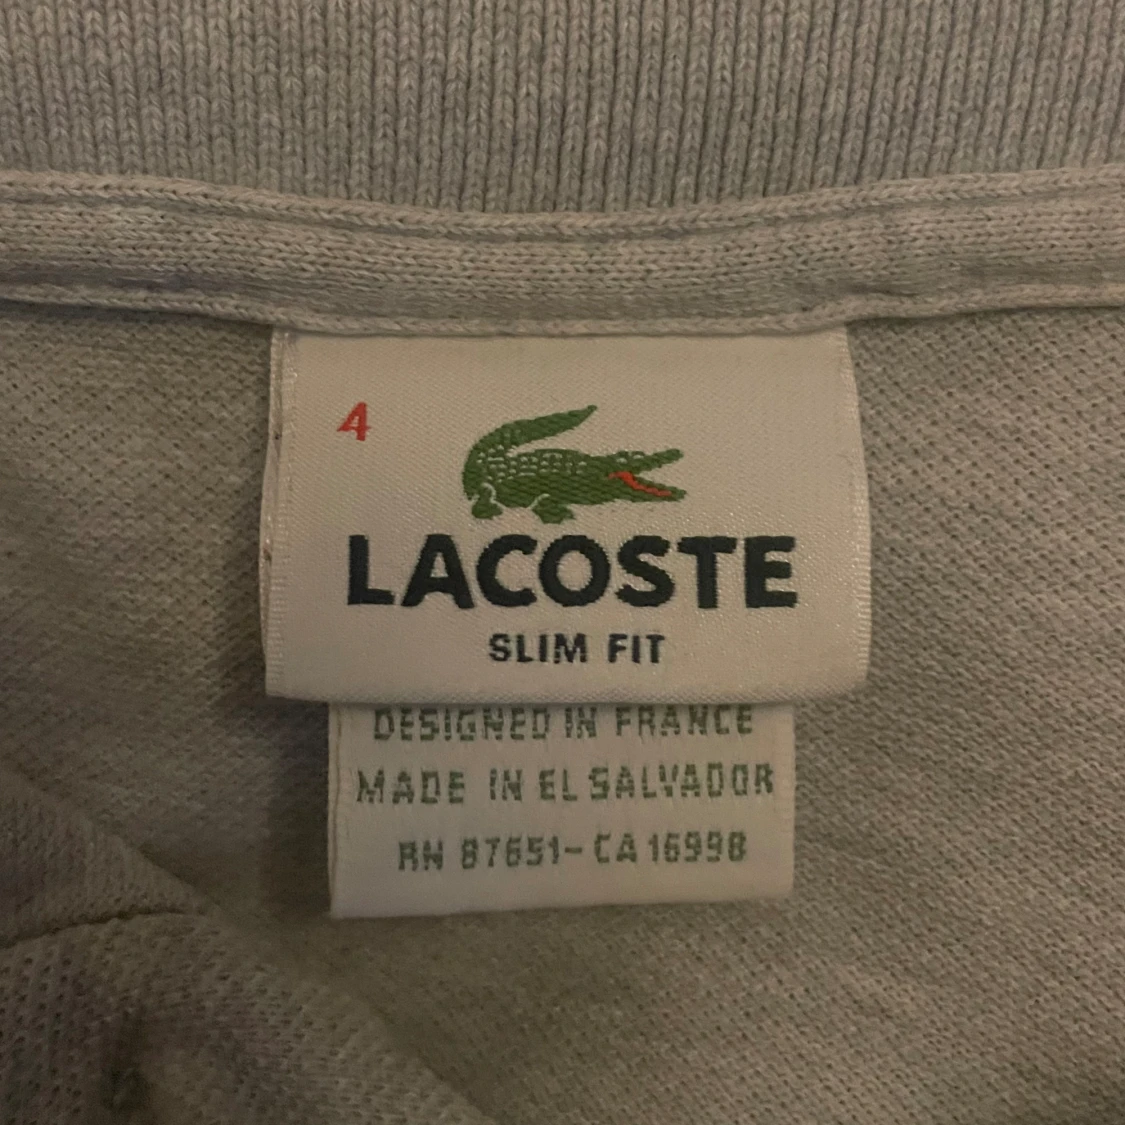 4
LACOSTE
SLIM FIT
DESIGNED IN FRANCE
MADE IN EL SALVADOR
RN 87651-CA 16998